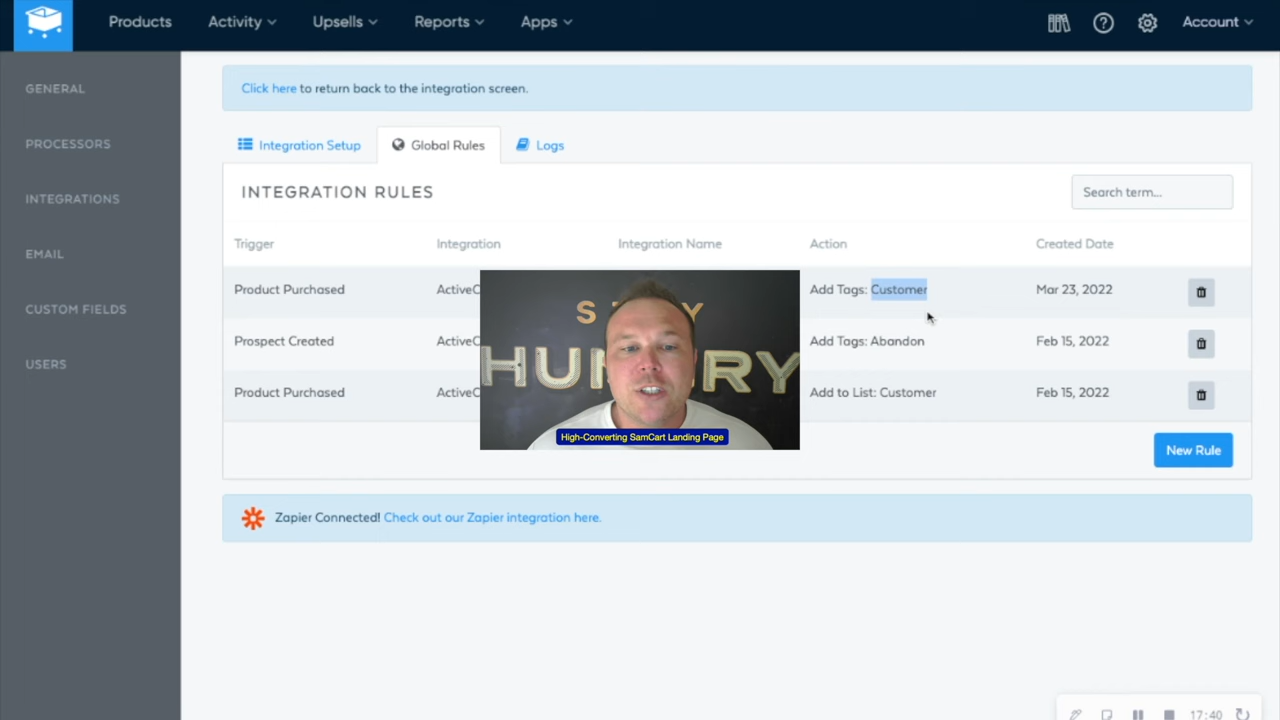 Products Activity Upsells Reports Apps Account
GENERAL
PROCESSORS
INTEGRATIONS
EMAIL
CUSTOM FIELDS
USERS
Click here to return back to the integration screen.
Integration Setup Global Rules Logs
INTEGRATION RULES Search term...
Trigger Integration Integration Name Action Created Date
Product Purchased ActiveC Add Tags: Customer Mar 23, 2022
Prospect Created ActiveC Add Tags: Abandon Feb 15, 2022
Product Purchased ActiveC Add to List: Customer Feb 15, 2022
HUNGRY
High-Converting SamCart Landing Page
New Rule
Zapier Connected! Check out our Zapier integration here.
17:40